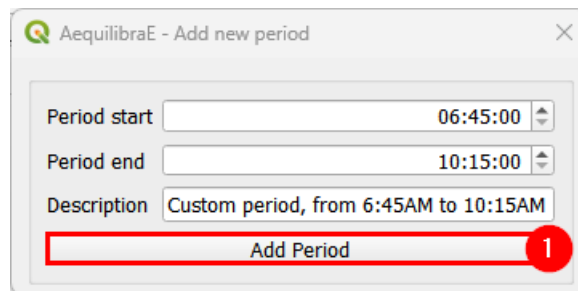 AequilibraE - Add new period
Period start 06:45:00
Period end 10:15:00
Description Custom period, from 6:45AM to 10:15AM
Add Period 1